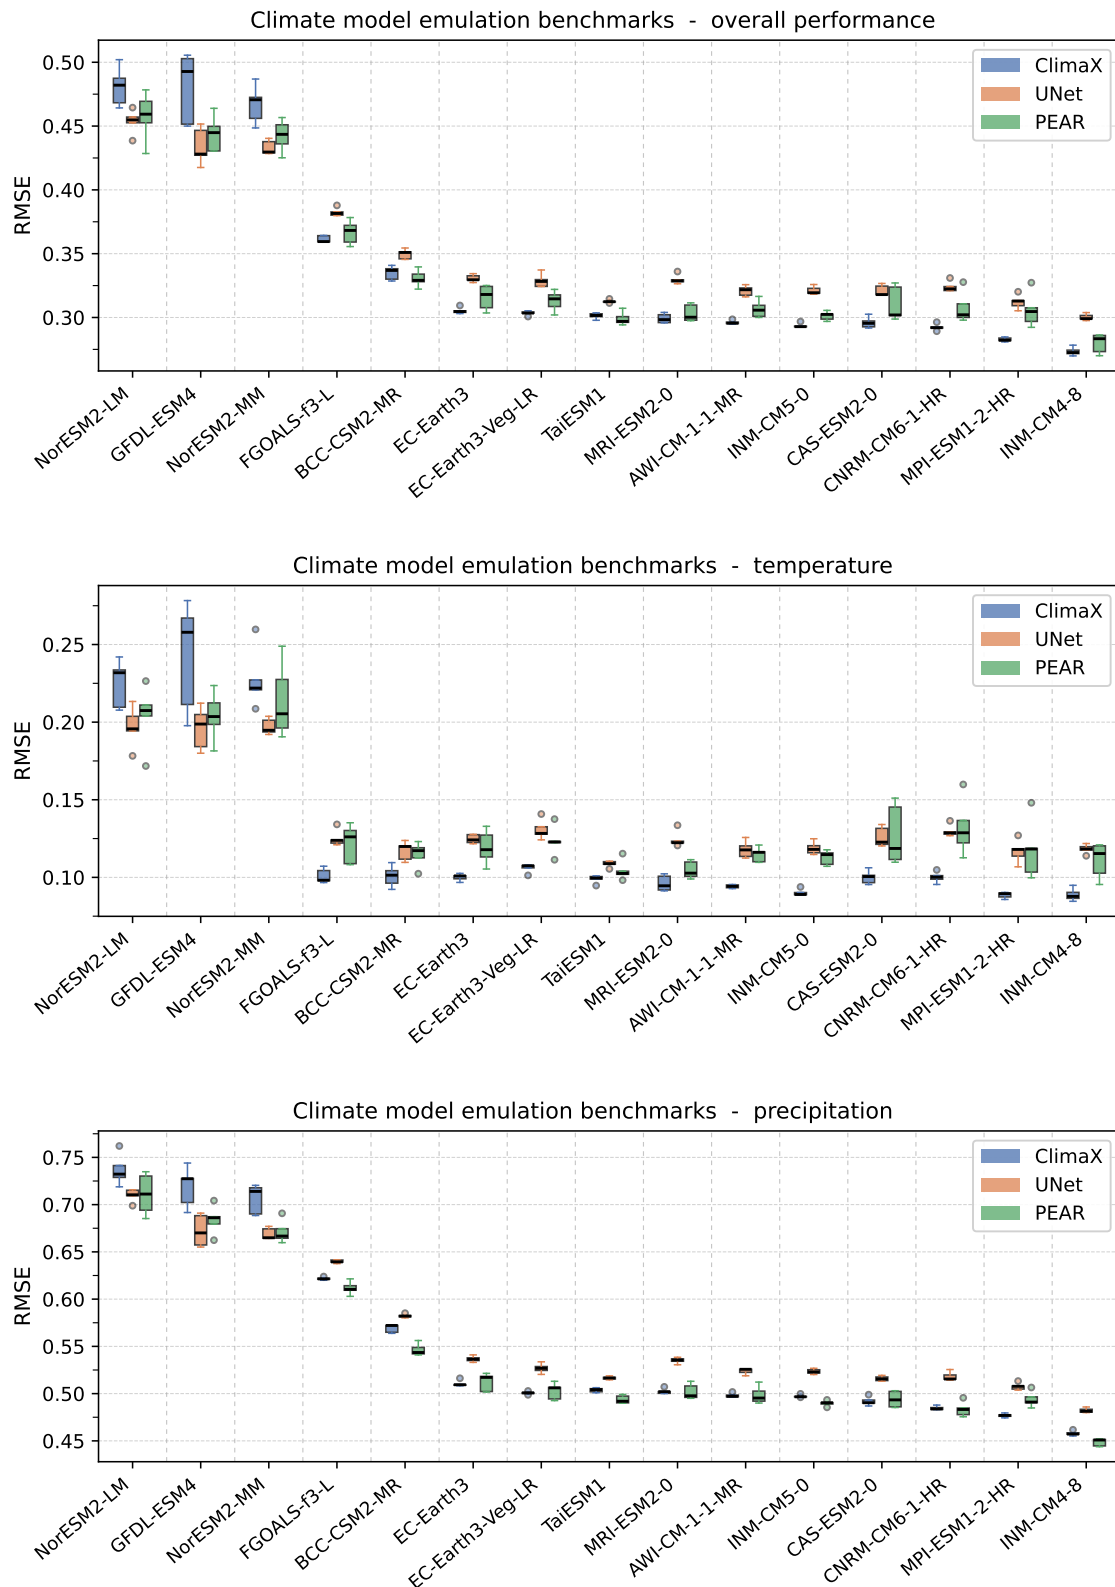 Climate model emulation benchmarks  -  overall performance
RMSE
0.50
0.45
0.40
0.35
0.30
ClimaX
UNet
PEAR
NorESM2-LM
GFDL-ESM4
NorESM2-MM
FGOALS-f3-L
BCC-CSM2-MR
EC-Earth3
EC-Earth3-Veg-LR
TaiESM1
MRI-ESM2-0
AWI-CM-1-1-MR
INM-CM5-0
CAS-ESM2-0
CNRM-CM6-1-HR
MPI-ESM1-2-HR
INM-CM4-8
Climate model emulation benchmarks  -  temperature
RMSE
0.25
0.20
0.15
0.10
ClimaX
UNet
PEAR
NorESM2-LM
GFDL-ESM4
NorESM2-MM
FGOALS-f3-L
BCC-CSM2-MR
EC-Earth3
EC-Earth3-Veg-LR
TaiESM1
MRI-ESM2-0
AWI-CM-1-1-MR
INM-CM5-0
CAS-ESM2-0
CNRM-CM6-1-HR
MPI-ESM1-2-HR
INM-CM4-8
Climate model emulation benchmarks  -  precipitation
RMSE
0.75
0.70
0.65
0.60
0.55
0.50
0.45
ClimaX
UNet
PEAR
NorESM2-LM
GFDL-ESM4
NorESM2-MM
FGOALS-f3-L
BCC-CSM2-MR
EC-Earth3
EC-Earth3-Veg-LR
TaiESM1
MRI-ESM2-0
AWI-CM-1-1-MR
INM-CM5-0
CAS-ESM2-0
CNRM-CM6-1-HR
MPI-ESM1-2-HR
INM-CM4-8